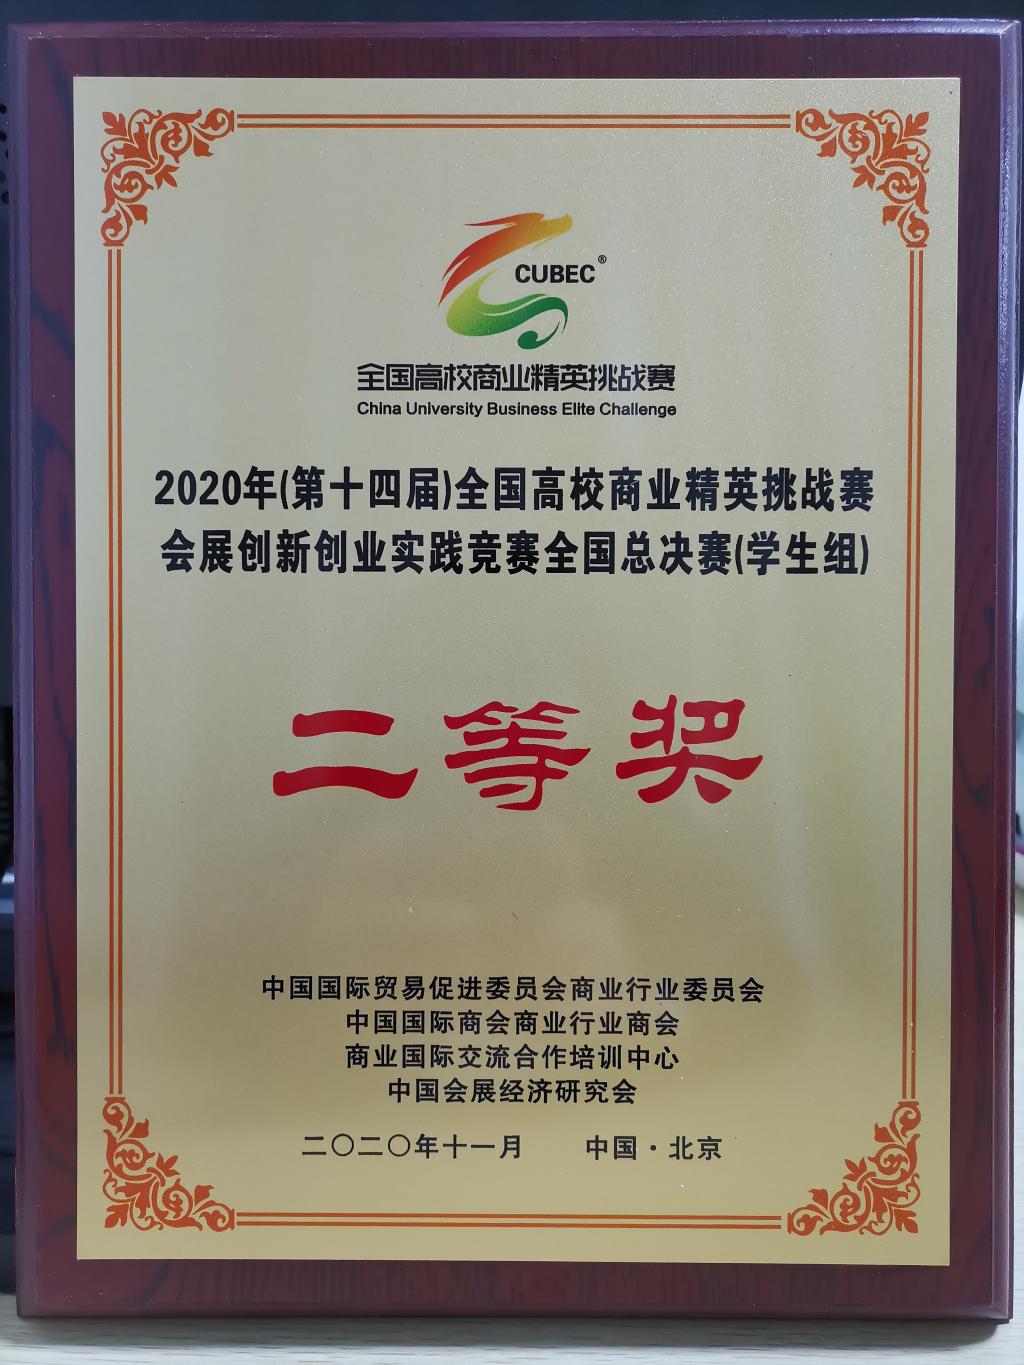 CUBEC®
全国高校商业精英挑战赛
China University Business Elite Challenge
2020年(第十四届)全国高校商业精英挑战赛
会展创新创业实践竞赛全国总决赛(学生组)
二等奖
中国国际贸易促进委员会商业行业委员会
中国国际商会商业行业商会
商业国际交流合作培训中心
中国会展经济研究会
二〇二〇年十一月 中国·北京